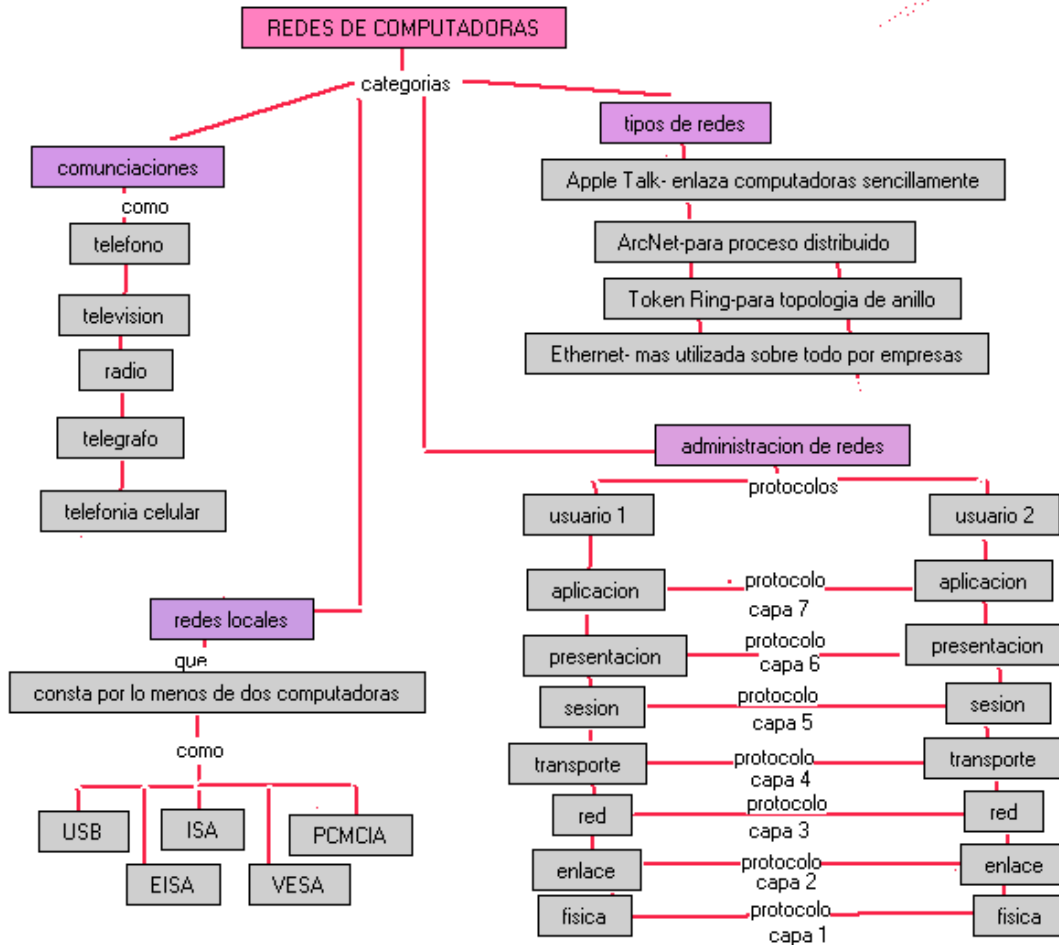 REDES DE COMPUTADORAS
categorias
comunciaciones
como
telefono
television
radio
telegrafo
telefonia celular
tipos de redes
Apple Talk- enlaza computadoras sencillamente
ArcNet-para proceso distribuido
Token Ring-para topologia de anillo
Ethernet- mas utilizada sobre todo por empresas
redes locales
que
consta por lo menos de dos computadoras
como
USB
EISA
ISA
VESA
PCMCIA
administracion de redes
protocolos
usuario 1
usuario 2
aplicacion
protocolo
capa 7
aplicacion
presentacion
protocolo
capa 6
presentacion
sesion
protocolo
capa 5
sesion
transporte
protocolo
capa 4
transporte
red
protocolo
capa 3
red
enlace
protocolo
capa 2
enlace
fisica
protocolo
capa 1
fisica